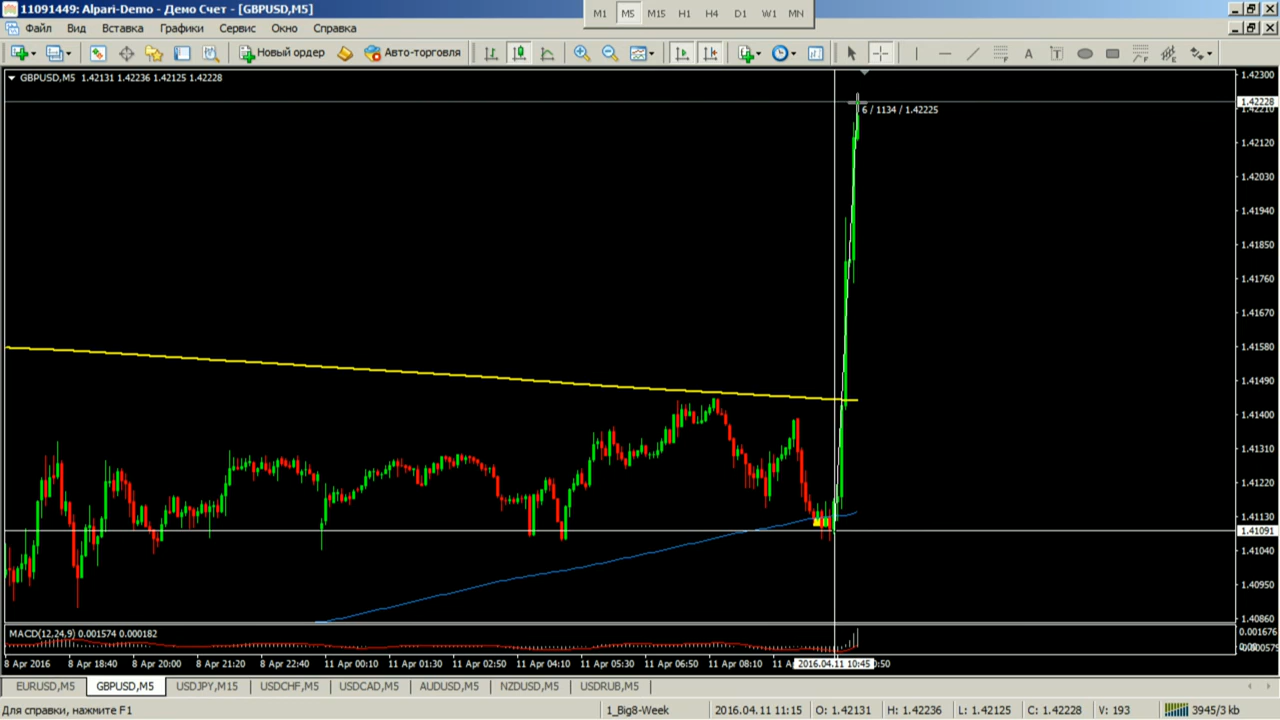 11091449: Alpari-Demo - Демо Счет - [GBPUSD,M5]
M1 M5 M15 H1 H4 D1 W1 MN
Файл Вид Вставка Графики Сервис Окно Справка
Новый ордер Авто-торговля
GBPUSD,M5 1.42131 1.42236 1.42125 1.42228
1.42300
1.42228
1.42210
6 / 1134 / 1.42225
1.42120
1.42030
1.41940
1.41850
1.41760
1.41670
1.41580
1.41490
1.41400
1.41310
1.41220
1.41130
1.41091
1.41040
1.40950
1.40860
MACD(12,24,9) 0.001574 0.000182
0.001676
8 Apr 2016 8 Apr 18:40 8 Apr 20:00 8 Apr 21:20 8 Apr 22:40 11 Apr 00:10 11 Apr 01:30 11 Apr 02:50 11 Apr 04:10 11 Apr 05:30 11 Apr 06:50 11 Apr 08:10 2016.04.11 10:45
EURUSD,M5 GBPUSD,M5 USDJPY,M15 USDCHF,M5 USDCAD,M5 AUDUSD,M5 NZDUSD,M5 USDRUB,M5
Для справки, нажмите F1 1_Big8-Week 2016.04.11 11:15 O: 1.42131 H: 1.42236 L: 1.42125 C: 1.42228 V: 193 3945/3 kb